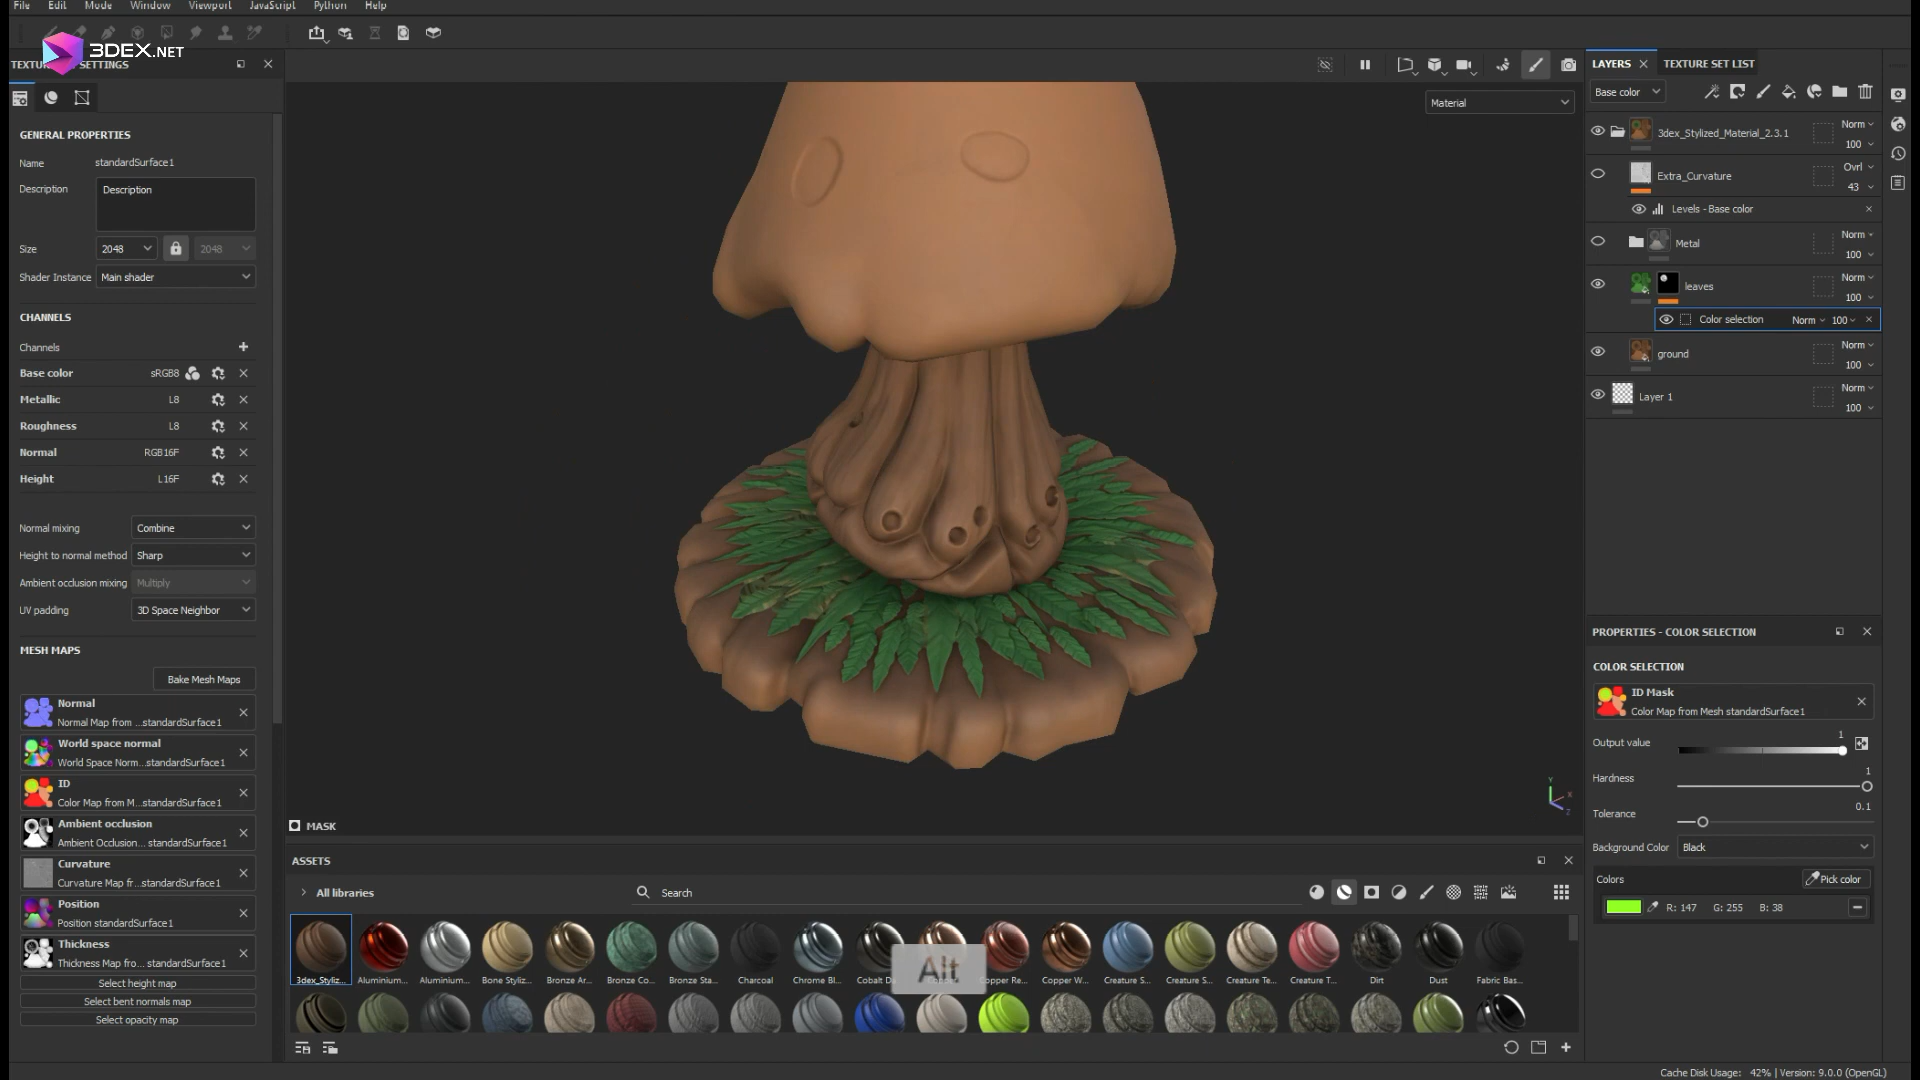 File Edit Mode Window Viewport JavaScript Python Help
3DEX.NET
SETTINGS
GENERAL PROPERTIES
Name standardSurface1
Description Description
Size 2048 2048
Shader Instance Main shader
CHANNELS
Channels
Base color sRGB8
Metallic L8
Roughness L8
Normal RGB16F
Height L16F
Normal mixing Combine
Height to normal method Sharp
Ambient occlusion mixing Multiply
UV padding 3D Space Neighbor
MESH MAPS
Bake Mesh Maps
Normal
Normal Map from ...standardSurface1
World space normal
World Space Norm...standardSurface1
ID
Color Map from M...standardSurface1
Ambient occlusion
Ambient Occlusion... standardSurface1
Curvature
Curvature Map fr...standardSurface1
Position
Position standardSurface1
Thickness
Thickness Map fro... standardSurface1
Select height map
Select bent normals map
Select opacity map
Material
Y
X
Z
MASK
ASSETS
All libraries
Search
3dex_Styliz... Aluminium... Aluminium... Bone Styliz... Bronze Ar... Bronze Co... Bronze Sta... Charcoal Chrome Bl... Cobalt D Copper Re... Copper W... Creature S... Creature S... Creature Te... Creature T... Dirt Dust Fabric Bas...
Alt
LAYERS TEXTURE SET LIST
Base color
3dex_Stylized_Material_2.3.1 Norm
100
Extra_Curvature Ovrl
43
Levels - Base color
Metal Norm
100
leaves Norm
100
Color selection Norm 100
ground Norm
100
Layer 1 Norm
100
PROPERTIES - COLOR SELECTION
COLOR SELECTION
ID Mask
Color Map from Mesh standardSurface1
Output value 1
Hardness 1
Tolerance 0.1
Background Color Black
Colors Pick color
R: 147 G: 255 B: 38
Cache Disk Usage: 42% | Version: 9.0.0 (OpenGL)